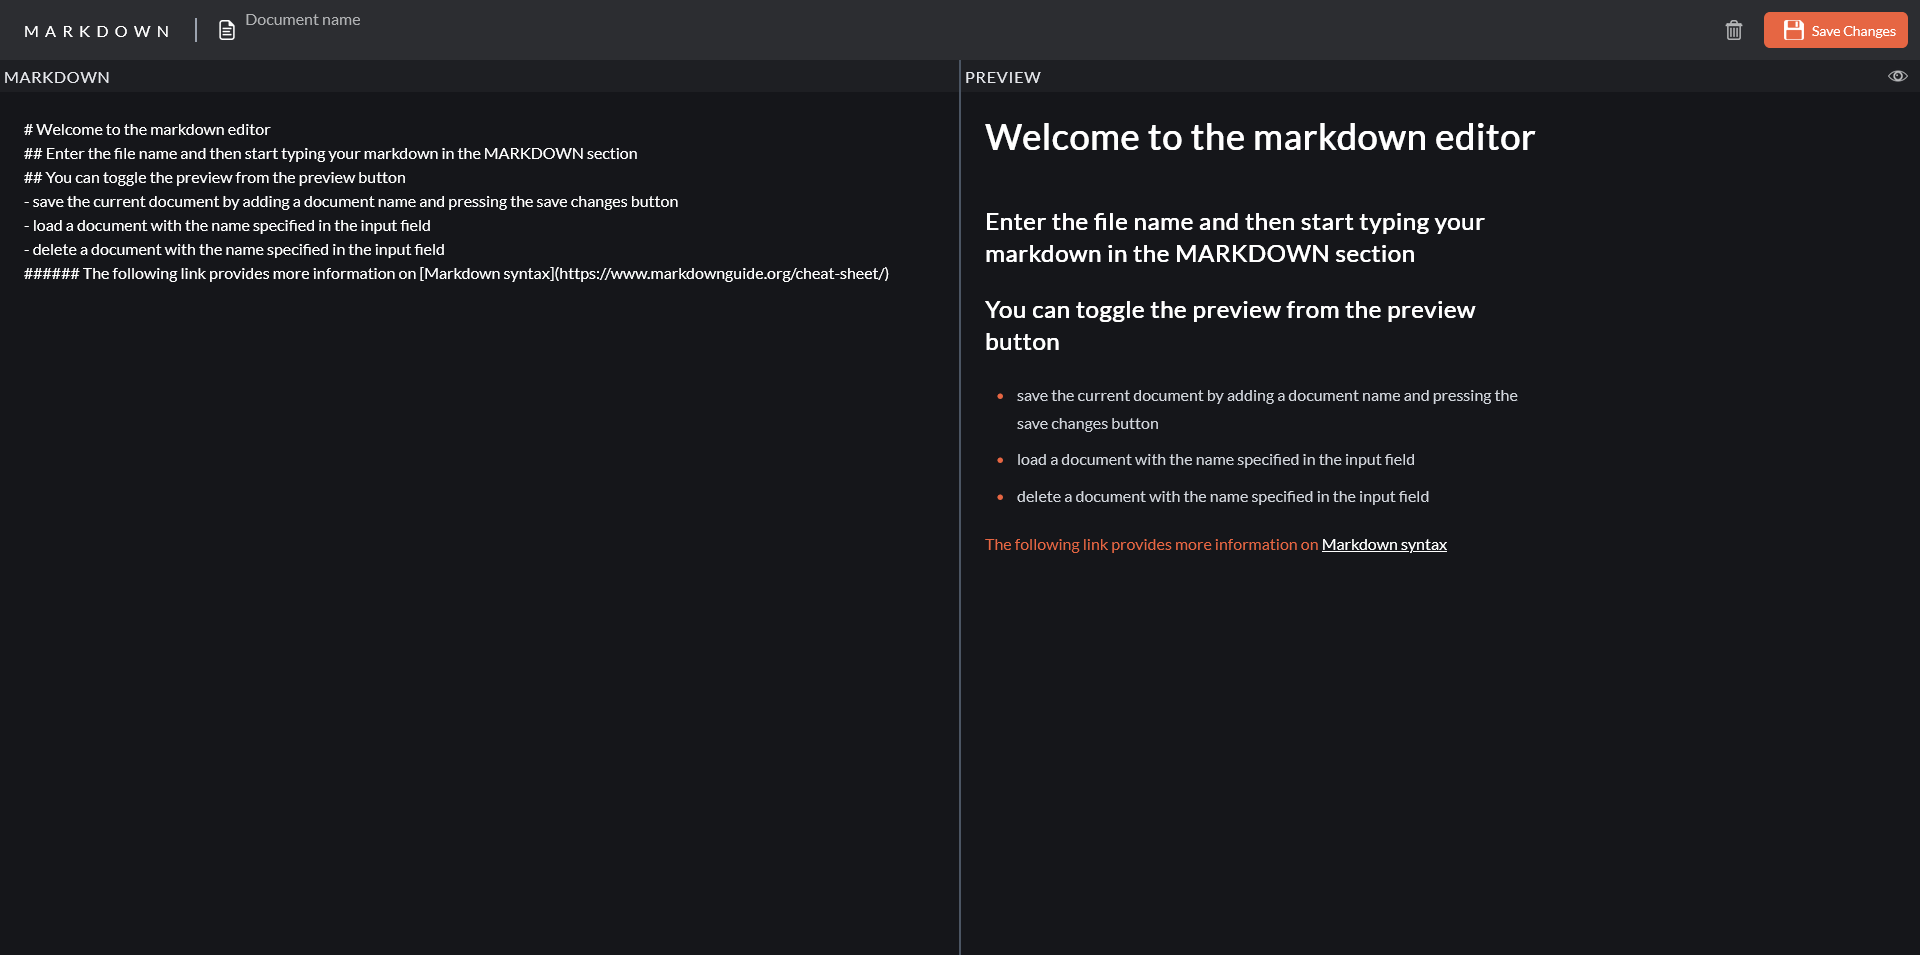 MARKDOWN
Document name
Save Changes
MARKDOWN
# Welcome to the markdown editor
## Enter the file name and then start typing your markdown in the MARKDOWN section
## You can toggle the preview from the preview button
- save the current document by adding a document name and pressing the save changes button
- load a document with the name specified in the input field
- delete a document with the name specified in the input field
###### The following link provides more information on [Markdown syntax](https://www.markdownguide.org/cheat-sheet/)
PREVIEW
Welcome to the markdown editor
Enter the file name and then start typing your
markdown in the MARKDOWN section
You can toggle the preview from the preview
button
• save the current document by adding a document name and pressing the
save changes button
• load a document with the name specified in the input field
• delete a document with the name specified in the input field
The following link provides more information on Markdown syntax